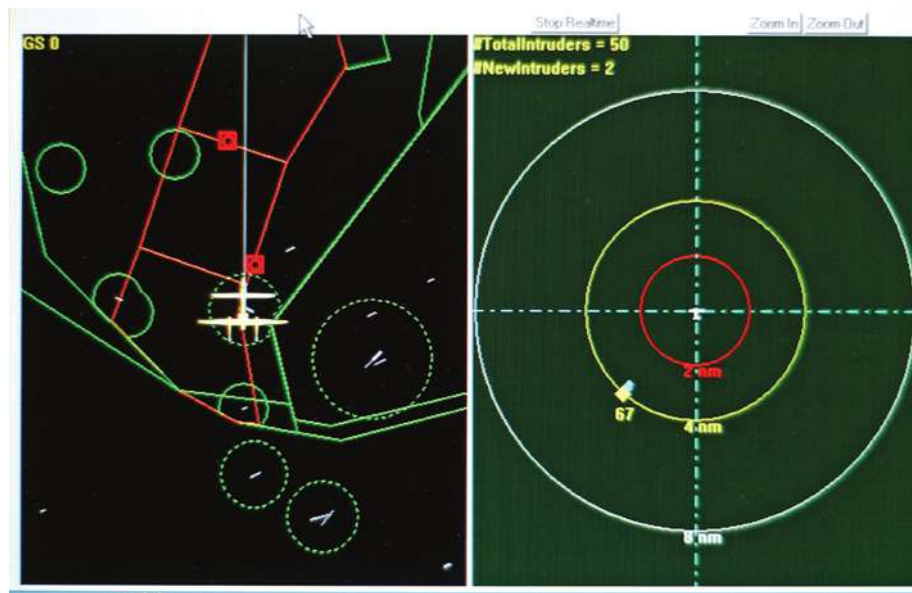 Stop Realtime
Zoom In
Zoom Out
GS 0
#TotalIntruders = 50
#NewIntruders = 2
2 nm
67
4 nm
8 nm